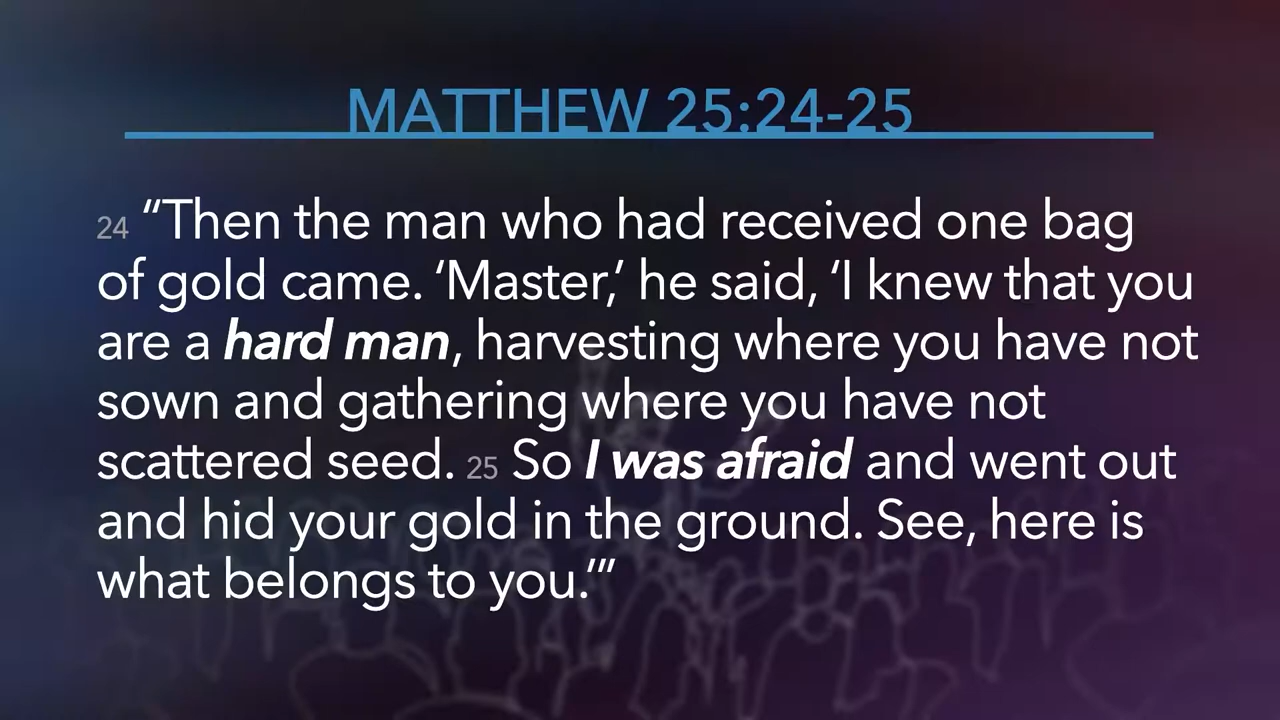 MATTHEW 25:24-25
24 “Then the man who had received one bag
of gold came. ‘Master,’ he said, ‘I knew that you
are a hard man, harvesting where you have not
sown and gathering where you have not
scattered seed. 25 So I was afraid and went out
and hid your gold in the ground. See, here is
what belongs to you.’”